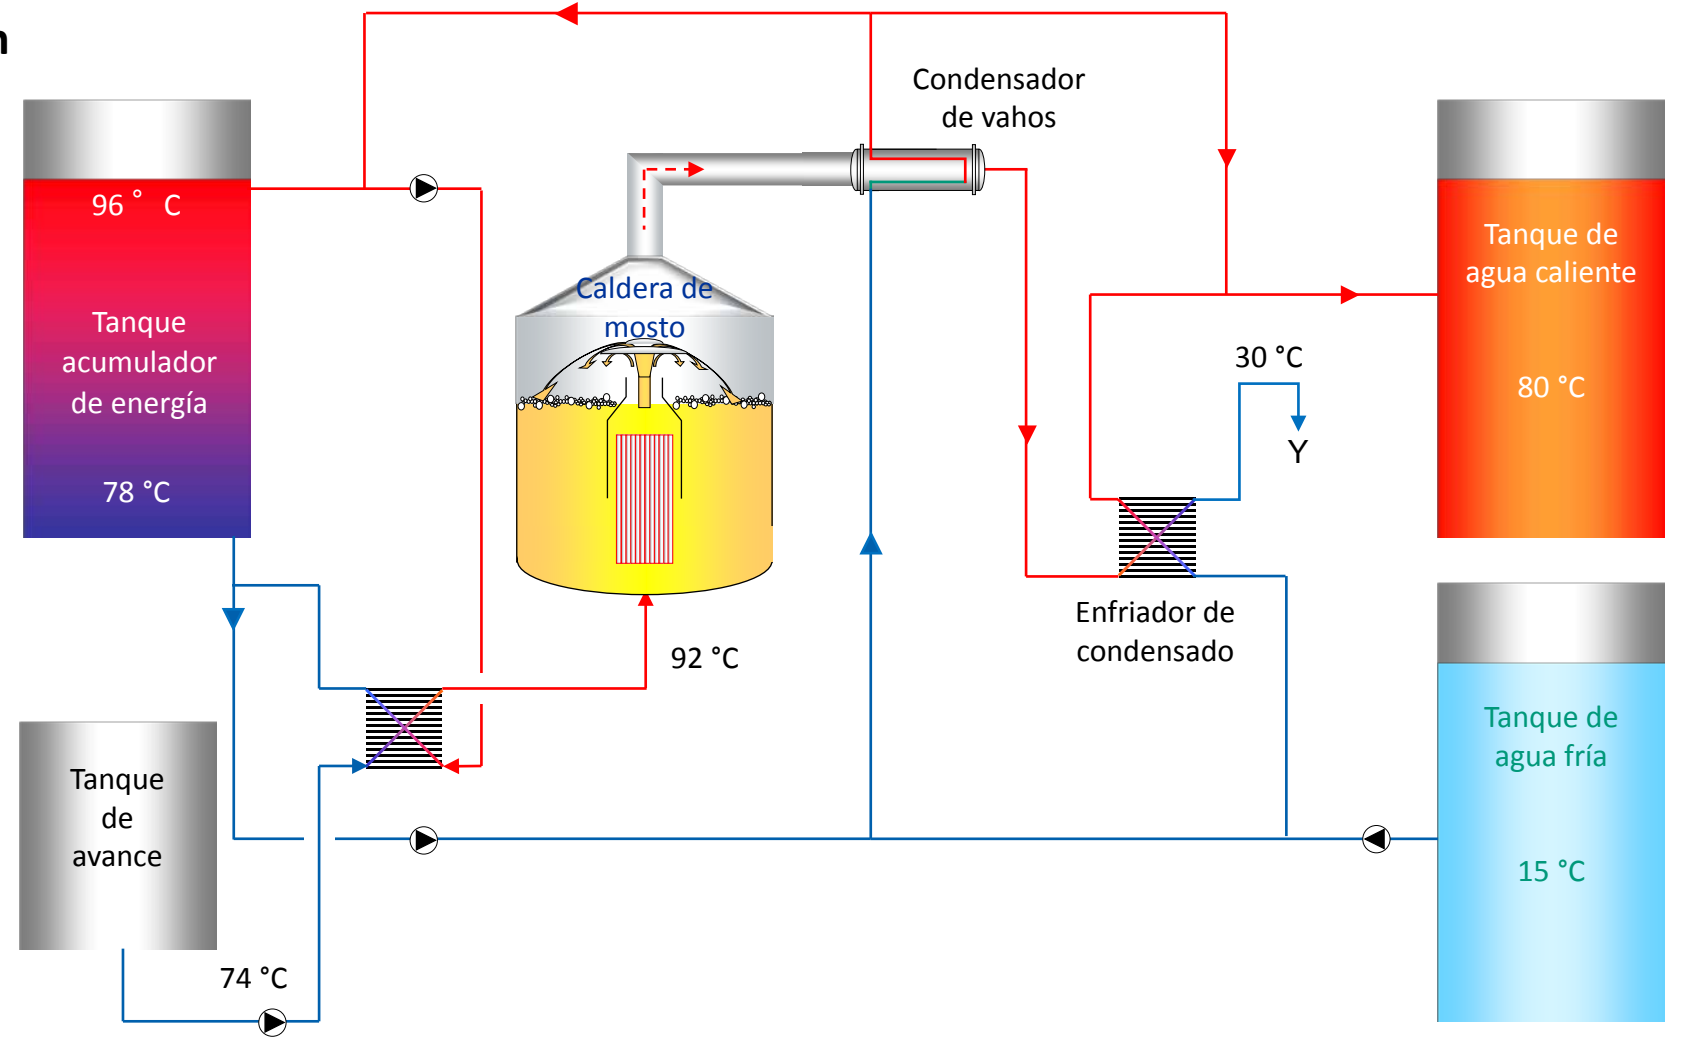 n
Condensador
de vahos
96 ° C
Tanque
acumulador
de energía
78 °C
Caldera de
mosto
Tanque de
agua caliente
80 °C
30 °C
Y
Enfriador de
condensado
92 °C
Tanque
de
avance
74 °C
Tanque de
agua fría
15 °C